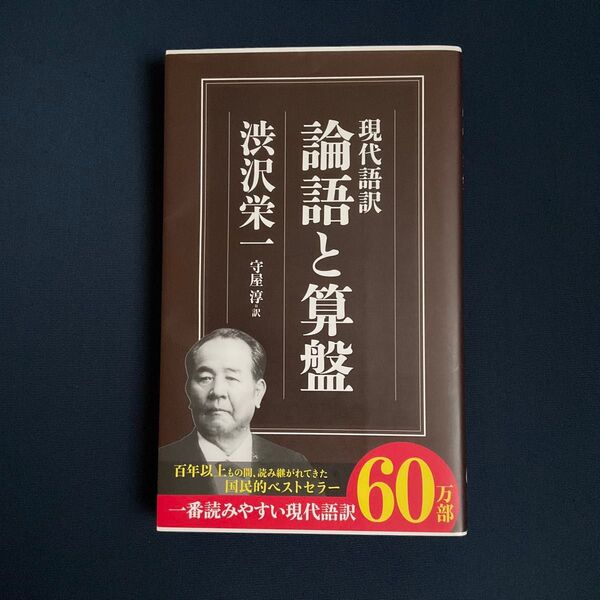 現代語訳
論語と算盤
渋沢栄一
守屋 淳=訳
百年以上もの間、読み継がれてきた
国民的ベストセラー
一番読みやすい現代語訳
60万部